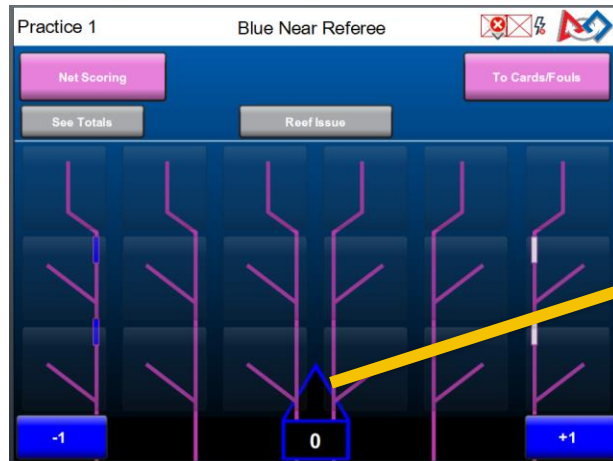 Practice 1 Blue Near Referee
Net Scoring To Cards/Fouls
See Totals Reef Issue
-1 0 +1